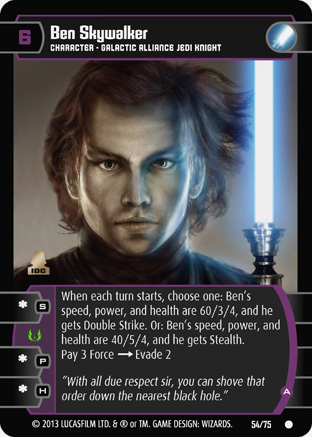 6
Ben Skywalker
CHARACTER - GALACTIC ALLIANCE JEDI KNIGHT
IDC
When each turn starts, choose one: Ben's
* S
speed, power, and health are 60/3/4, and he
gets Double Strike. Or: Ben's speed, power, and
health are 40/5/4, and he gets Stealth.
* P
Pay 3 Force → Evade 2
* H
"With all due respect sir, you can shove that
order down the nearest black hole."
A
© 2013 LUCASFILM LTD. & ® or TM. GAME DESIGN: WIZARDS.
54/75